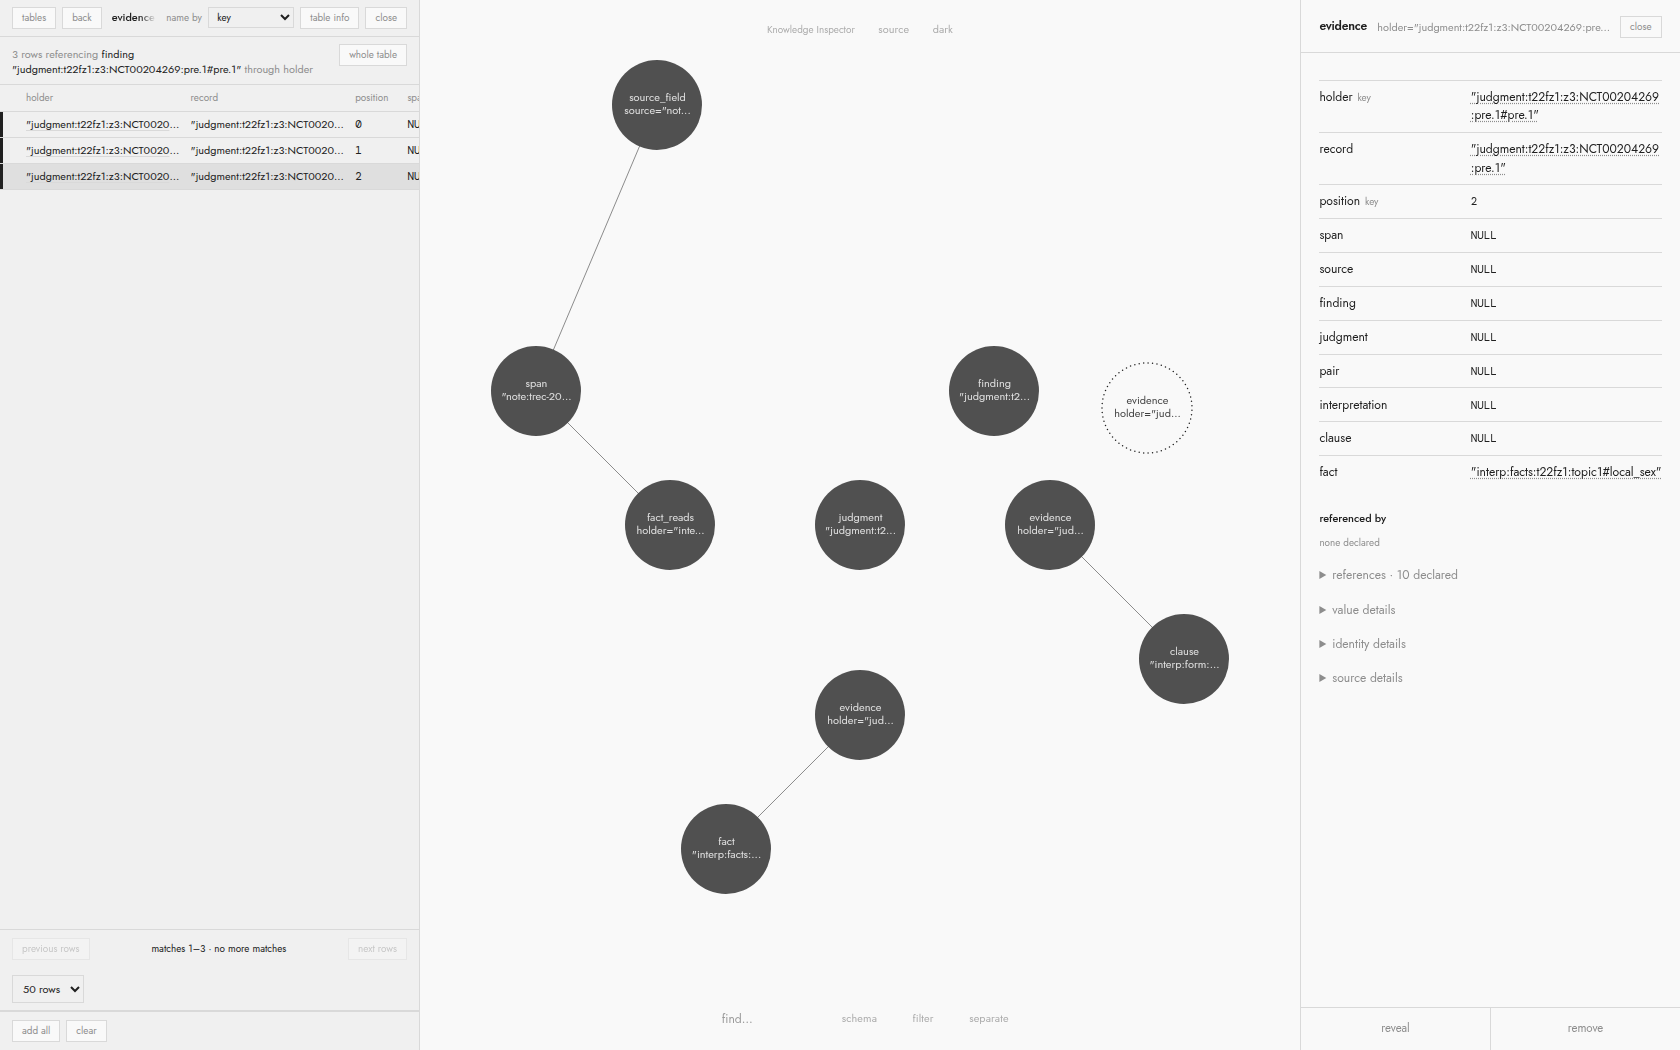 tables back evidence name by key table info close
3 rows referencing finding
"judgment:t22fz1:z3:NCT00204269:pre.1#pre.1" through holder
whole table
holder record position spa
"judgment:t22fz1:z3:NCT0020... "judgment:t22fz1:z3:NCT0020... 0 NU
"judgment:t22fz1:z3:NCT0020... "judgment:t22fz1:z3:NCT0020... 1 NU
"judgment:t22fz1:z3:NCT0020... "judgment:t22fz1:z3:NCT0020... 2 NU
previous rows matches 1–3 · no more matches next rows
50 rows
add all clear
Knowledge Inspector source dark
source_field
source="not...
span
"note:trec-20...
finding
"judgment:t2...
evidence
holder="jud...
fact_reads
holder="inte...
judgment
"judgment:t2...
evidence
holder="jud...
clause
"interp:form:...
evidence
holder="jud...
fact
"interp:facts:...
find... schema filter separate
evidence holder="judgment:t22fz1:z3:NCT00204269:pre... close
holder key "judgment:t22fz1:z3:NCT00204269
:pre.1#pre.1"
record "judgment:t22fz1:z3:NCT00204269
:pre.1"
position key 2
span NULL
source NULL
finding NULL
judgment NULL
pair NULL
interpretation NULL
clause NULL
fact "interp:facts:t22fz1:topic1#local_sex"
referenced by
none declared
references · 10 declared
value details
identity details
source details
reveal remove